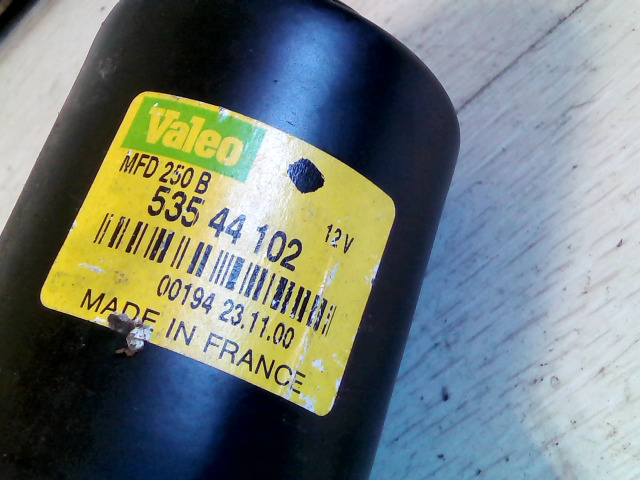 Valeo
MFD 250 B
535 44 102
12V
00194 23.11.00
MADE IN FRANCE